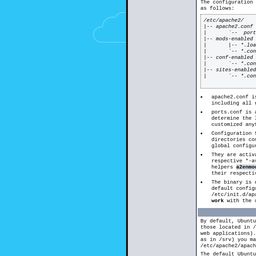 The configuration
as follows:
/etc/apache2/
|-- apache2.conf
|       `--  port
|-- mods-enabled
|       |-- *.loa
|       `-- *.con
|-- conf-enabled
|       `-- *.con
|-- sites-enabled
|       `-- *.con
apache2.conf i
including all c
ports.conf is a
determine the l
customized anyt
Configuration f
directories con
global configur
They are activa
respective *-av
helpers a2enmod
their respectiv
The binary is c
default configu
/etc/init.d/apa
work with the d
By default, Ubuntu
those located in /
web applications).
as in /srv) you ma
/etc/apache2/apach
The default Ubuntu